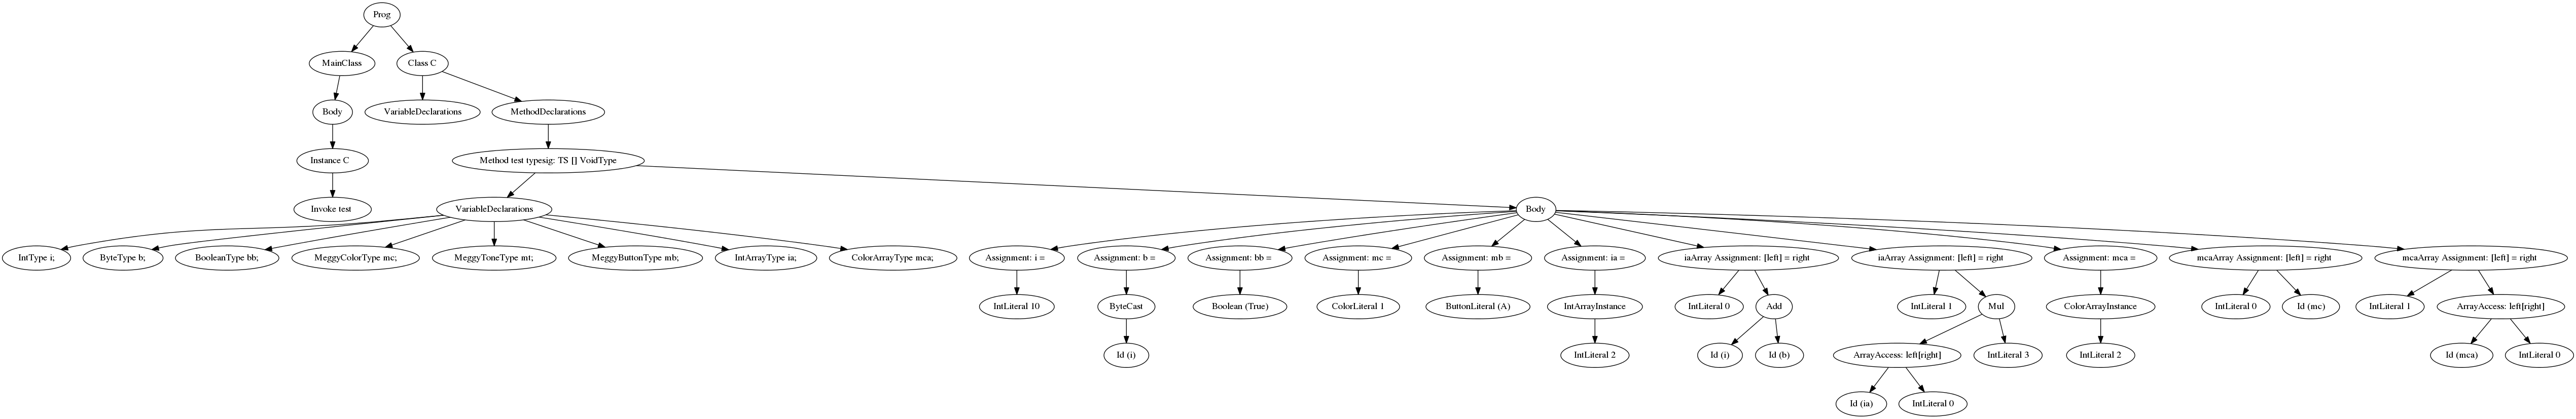 Prog
MainClass
Class C
Body
VariableDeclarations
MethodDeclarations
Instance C
Method test typesig: TS [] VoidType
Invoke test
VariableDeclarations
Body
IntType i;
ByteType b;
BooleanType bb;
MeggyColorType mc;
MeggyToneType mt;
MeggyButtonType mb;
IntArrayType ia;
ColorArrayType mca;
Assignment: i =
Assignment: b =
Assignment: bb =
Assignment: mc =
Assignment: mb =
Assignment: ia =
iaArray Assignment: [left] = right
iaArray Assignment: [left] = right
Assignment: mca =
mcaArray Assignment: [left] = right
mcaArray Assignment: [left] = right
IntLiteral 10
ByteCast
Boolean (True)
ColorLiteral 1
ButtonLiteral (A)
IntArrayInstance
IntLiteral 0
Add
IntLiteral 1
Mul
ColorArrayInstance
IntLiteral 0
Id (mc)
IntLiteral 1
ArrayAccess: left[right]
Id (i)
IntLiteral 2
Id (i)
Id (b)
ArrayAccess: left[right]
IntLiteral 3
IntLiteral 2
Id (mca)
IntLiteral 0
Id (ia)
IntLiteral 0